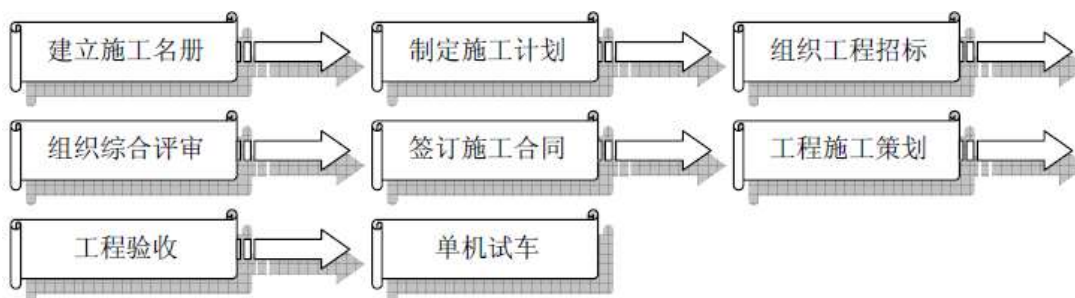 建立施工名册
制定施工计划
组织工程招标
组织综合评审
签订施工合同
工程施工策划
工程验收
单机试车